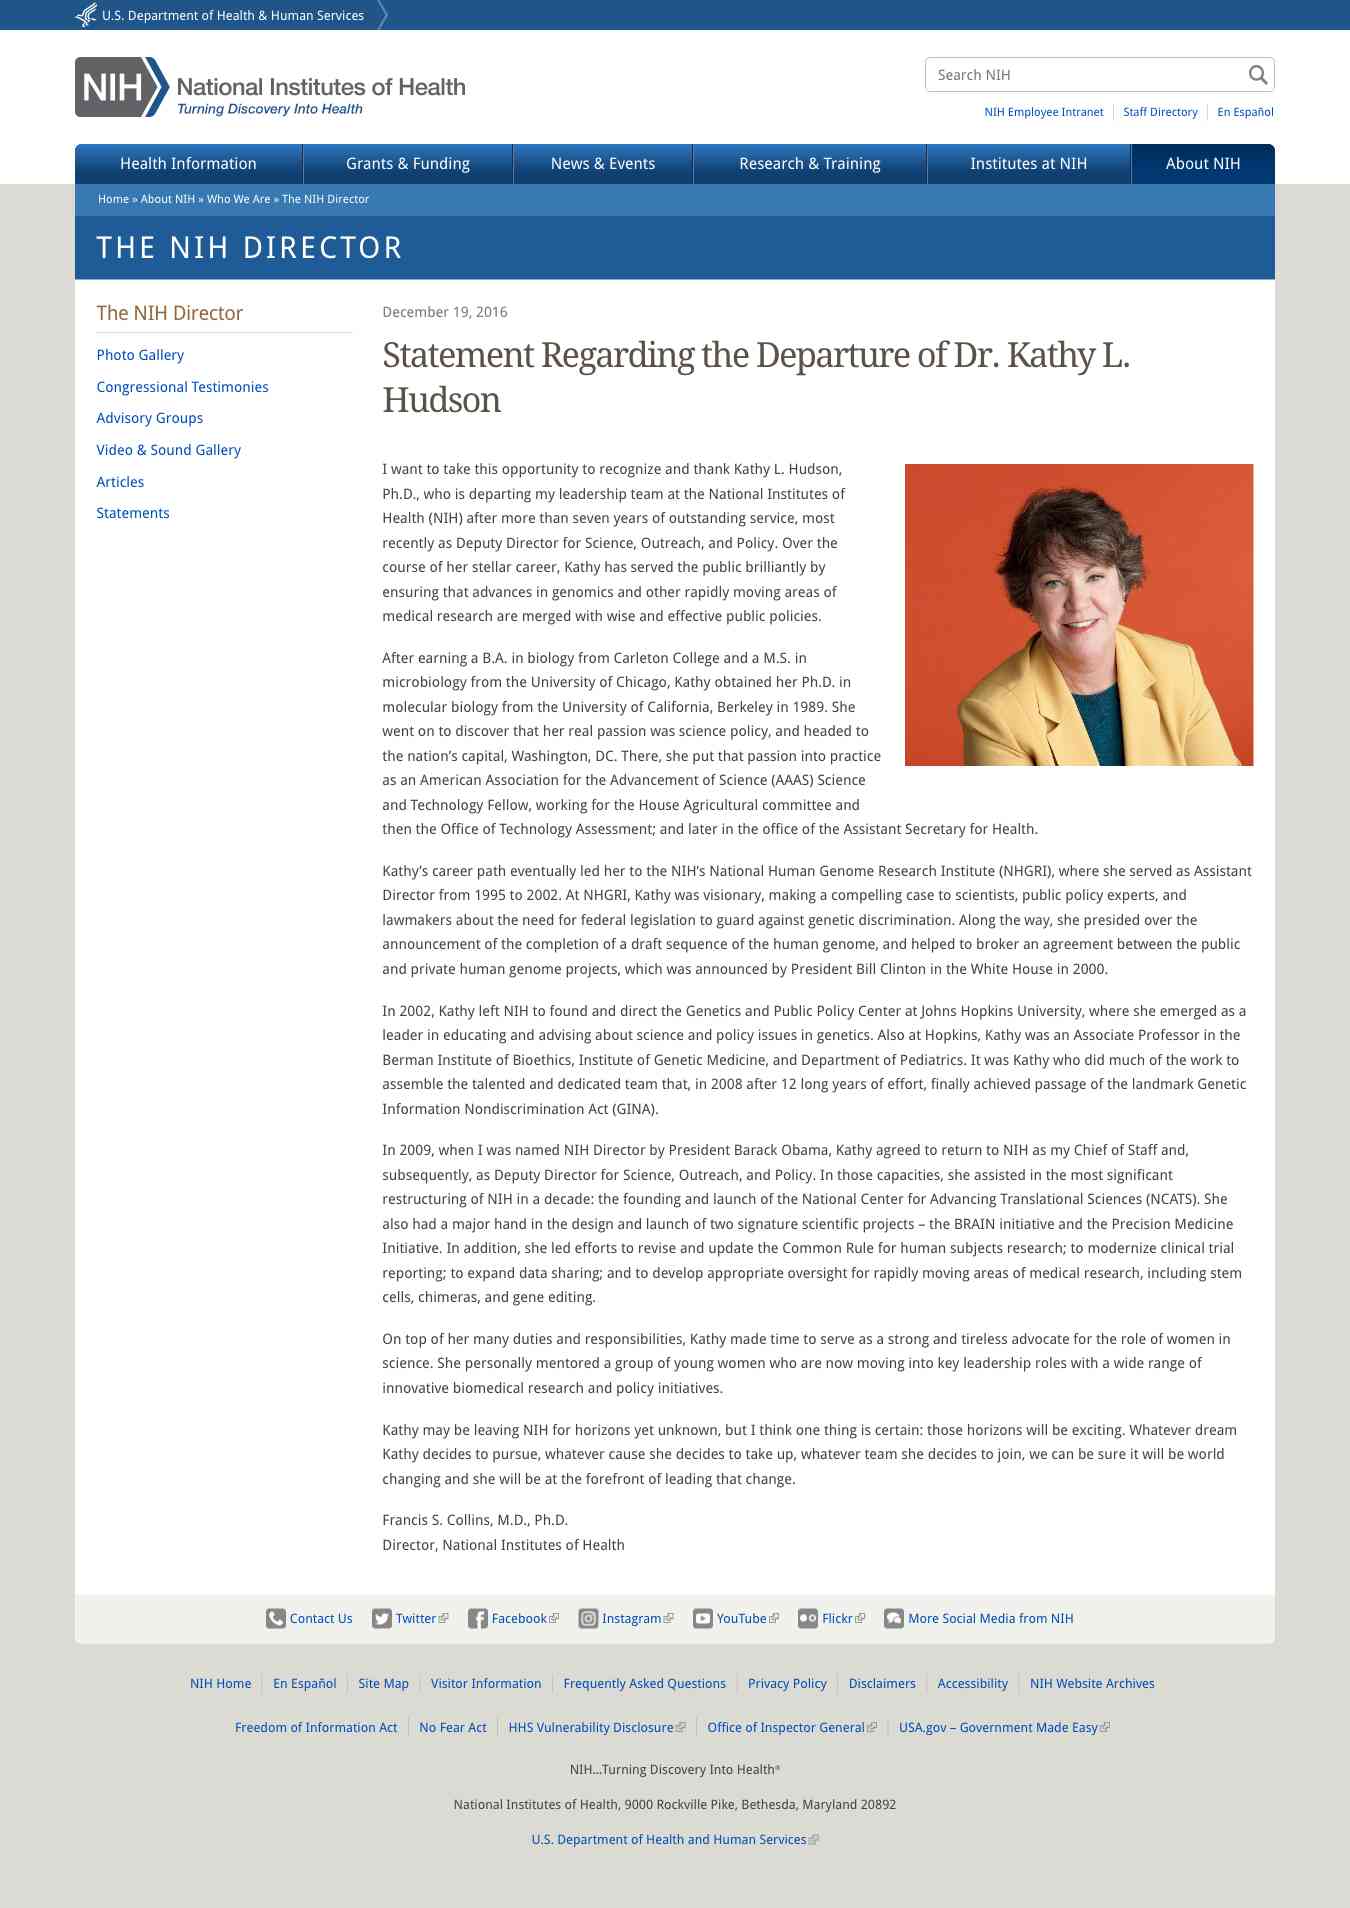 U.S. Department of Health & Human Services
NIH National Institutes of Health
Turning Discovery Into Health
Search NIH
NIH Employee Intranet
Staff Directory
En Español
Health Information
Grants & Funding
News & Events
Research & Training
Institutes at NIH
About NIH
Home » About NIH » Who We Are » The NIH Director
THE NIH DIRECTOR
The NIH Director
Photo Gallery
Congressional Testimonies
Advisory Groups
Video & Sound Gallery
Articles
Statements
December 19, 2016
Statement Regarding the Departure of Dr. Kathy L.
Hudson
I want to take this opportunity to recognize and thank Kathy L. Hudson,
Ph.D., who is departing my leadership team at the National Institutes of
Health (NIH) after more than seven years of outstanding service, most
recently as Deputy Director for Science, Outreach, and Policy. Over the
course of her stellar career, Kathy has served the public brilliantly by
ensuring that advances in genomics and other rapidly moving areas of
medical research are merged with wise and effective public policies.
After earning a B.A. in biology from Carleton College and a M.S. in
microbiology from the University of Chicago, Kathy obtained her Ph.D. in
molecular biology from the University of California, Berkeley in 1989. She
went on to discover that her real passion was science policy, and headed to
the nation’s capital, Washington, DC. There, she put that passion into practice
as an American Association for the Advancement of Science (AAAS) Science
and Technology Fellow, working for the House Agricultural committee and
then the Office of Technology Assessment; and later in the office of the Assistant Secretary for Health.
Kathy’s career path eventually led her to the NIH’s National Human Genome Research Institute (NHGRI), where she served as Assistant
Director from 1995 to 2002. At NHGRI, Kathy was visionary, making a compelling case to scientists, public policy experts, and
lawmakers about the need for federal legislation to guard against genetic discrimination. Along the way, she presided over the
announcement of the completion of a draft sequence of the human genome, and helped to broker an agreement between the public
and private human genome projects, which was announced by President Bill Clinton in the White House in 2000.
In 2002, Kathy left NIH to found and direct the Genetics and Public Policy Center at Johns Hopkins University, where she emerged as a
leader in educating and advising about science and policy issues in genetics. Also at Hopkins, Kathy was an Associate Professor in the
Berman Institute of Bioethics, Institute of Genetic Medicine, and Department of Pediatrics. It was Kathy who did much of the work to
assemble the talented and dedicated team that, in 2008 after 12 long years of effort, finally achieved passage of the landmark Genetic
Information Nondiscrimination Act (GINA).
In 2009, when I was named NIH Director by President Barack Obama, Kathy agreed to return to NIH as my Chief of Staff and,
subsequently, as Deputy Director for Science, Outreach, and Policy. In those capacities, she assisted in the most significant
restructuring of NIH in a decade: the founding and launch of the National Center for Advancing Translational Sciences (NCATS). She
also had a major hand in the design and launch of two signature scientific projects – the BRAIN initiative and the Precision Medicine
Initiative. In addition, she led efforts to revise and update the Common Rule for human subjects research; to modernize clinical trial
reporting; to expand data sharing; and to develop appropriate oversight for rapidly moving areas of medical research, including stem
cells, chimeras, and gene editing.
On top of her many duties and responsibilities, Kathy made time to serve as a strong and tireless advocate for the role of women in
science. She personally mentored a group of young women who are now moving into key leadership roles with a wide range of
innovative biomedical research and policy initiatives.
Kathy may be leaving NIH for horizons yet unknown, but I think one thing is certain: those horizons will be exciting. Whatever dream
Kathy decides to pursue, whatever cause she decides to take up, whatever team she decides to join, we can be sure it will be world
changing and she will be at the forefront of leading that change.
Francis S. Collins, M.D., Ph.D.
Director, National Institutes of Health
Contact Us
Twitter
Facebook
Instagram
YouTube
Flickr
More Social Media from NIH
NIH Home
En Español
Site Map
Visitor Information
Frequently Asked Questions
Privacy Policy
Disclaimers
Accessibility
NIH Website Archives
Freedom of Information Act
No Fear Act
HHS Vulnerability Disclosure
Office of Inspector General
USA.gov – Government Made Easy
NIH...Turning Discovery Into Health®
National Institutes of Health, 9000 Rockville Pike, Bethesda, Maryland 20892
U.S. Department of Health and Human Services